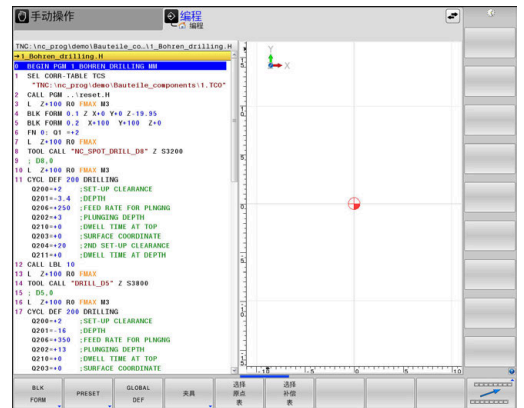 手动操作
编程
编程
TNC:\nc_prog\demo\Bauteile_co…\1_Bohren_drilling.H
→1_Bohren_drilling.H
0 BEGIN PGM 1_BOHREN_DRILLING MM
1 SEL CORR-TABLE TCS
"TNC:\nc_prog\demo\Bauteile_components\1.TCO"
2 CALL PGM ..\reset.H
3 L Z+100 R0 FMAX M3
4 BLK FORM 0.1 Z X+0 Y+0 Z-19.95
5 BLK FORM 0.2 X+100 Y+100 Z+0
6 FN 0: Q1 =+2
7 L Z+100 R0 FMAX
8 TOOL CALL "NC_SPOT_DRILL_D8" Z S3200
9 ; D8,0
10 L Z+100 R0 FMAX M3
11 CYCL DEF 200 DRILLING
Q200=+2 ;SET-UP CLEARANCE
Q201=-3.4 ;DEPTH
Q206=+250 ;FEED RATE FOR PLNGNG
Q202=+3 ;PLUNGING DEPTH
Q210=+0 ;DWELL TIME AT TOP
Q203=+0 ;SURFACE COORDINATE
Q204=+20 ;2ND SET-UP CLEARANCE
Q211=+0 ;DWELL TIME AT DEPTH
12 CALL LBL 10
13 L Z+100 R0 FMAX
14 TOOL CALL "DRILL_D5" Z S3800
15 ; D5,0
16 L Z+100 R0 FMAX M3
17 CYCL DEF 200 DRILLING
Q200=+2 ;SET-UP CLEARANCE
Q201=-16 ;DEPTH
Q206=+350 ;FEED RATE FOR PLNGNG
Q202=+13 ;PLUNGING DEPTH
Q210=+0 ;DWELL TIME AT TOP
Q203=+0 ;SURFACE COORDINATE
Y
X
BLK FORM
PRESET
GLOBAL DEF
夹具
选择 原点 表
选择 补偿 表